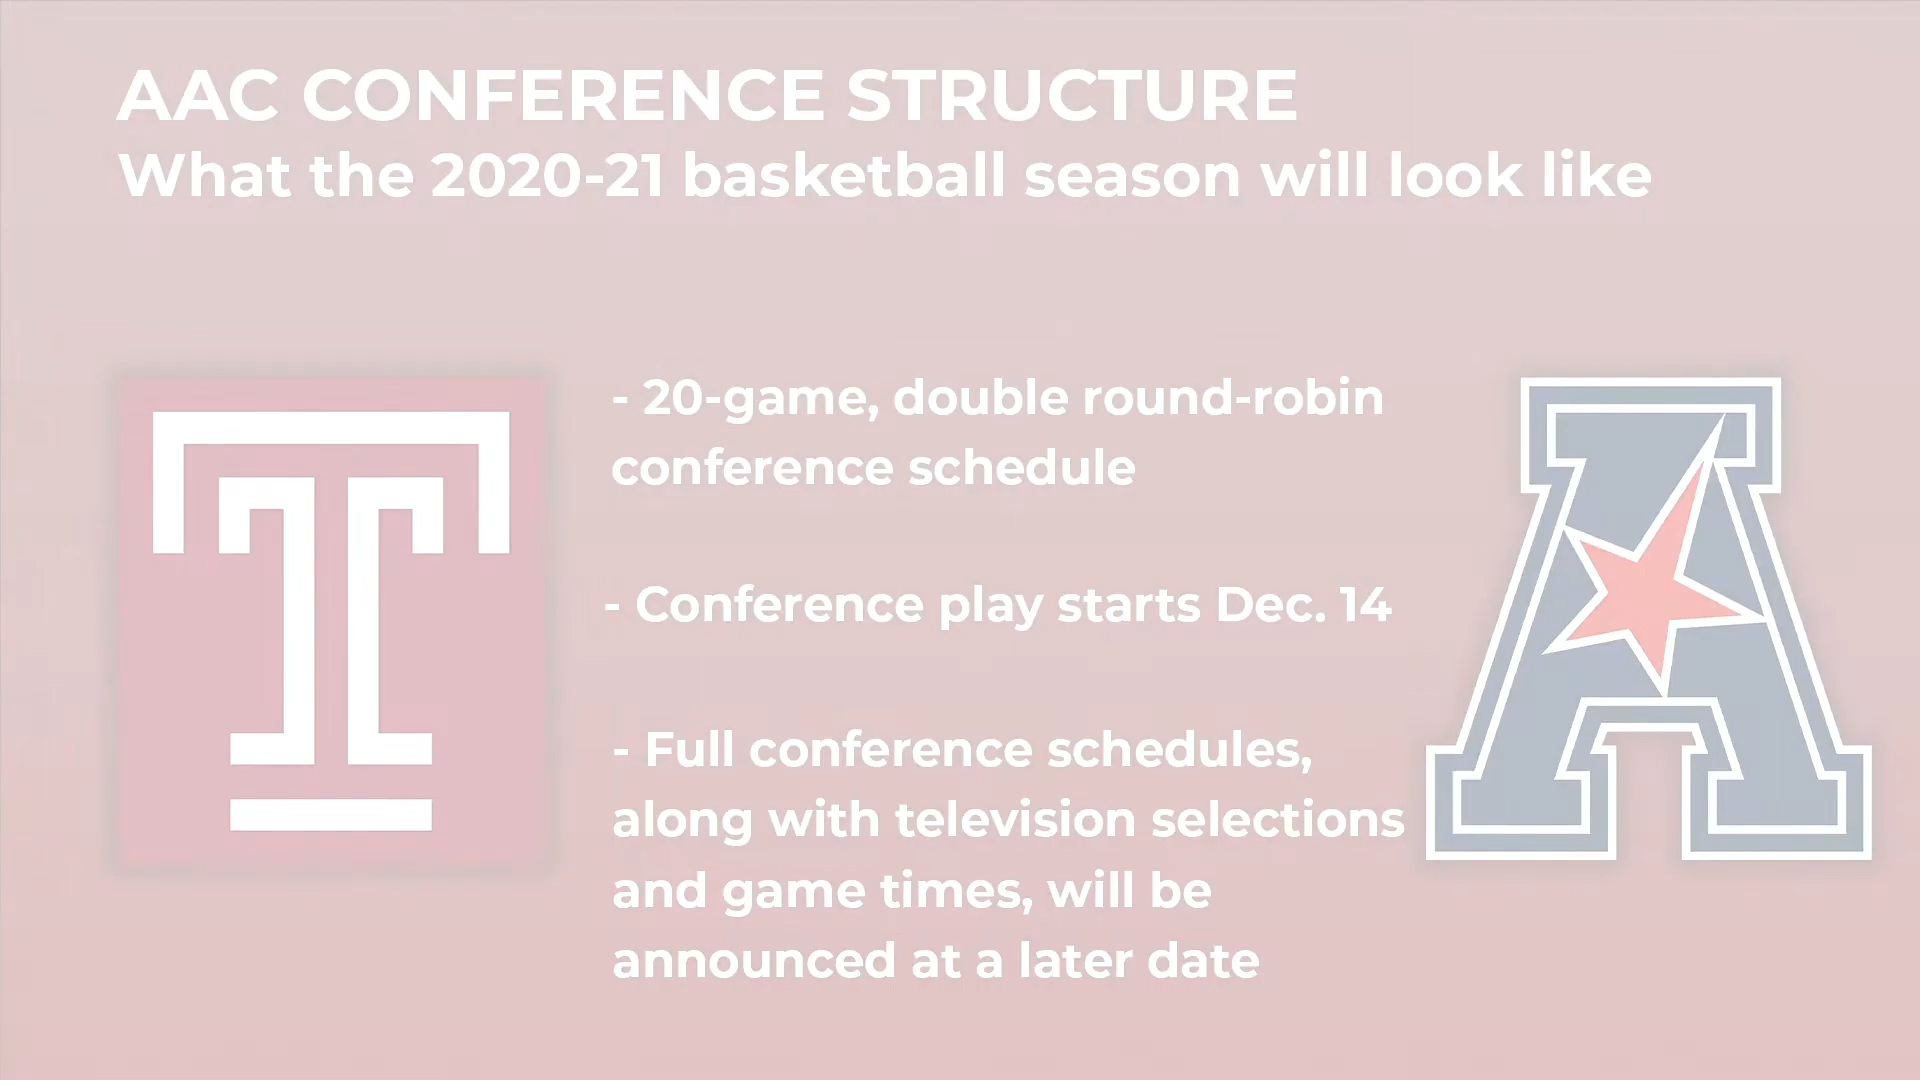 AAC CONFERENCE STRUCTURE
What the 2020-21 basketball season will look like
- 20-game, double round-robin
conference schedule
- Conference play starts Dec. 14
- Full conference schedules,
along with television selections
and game times, will be
announced at a later date